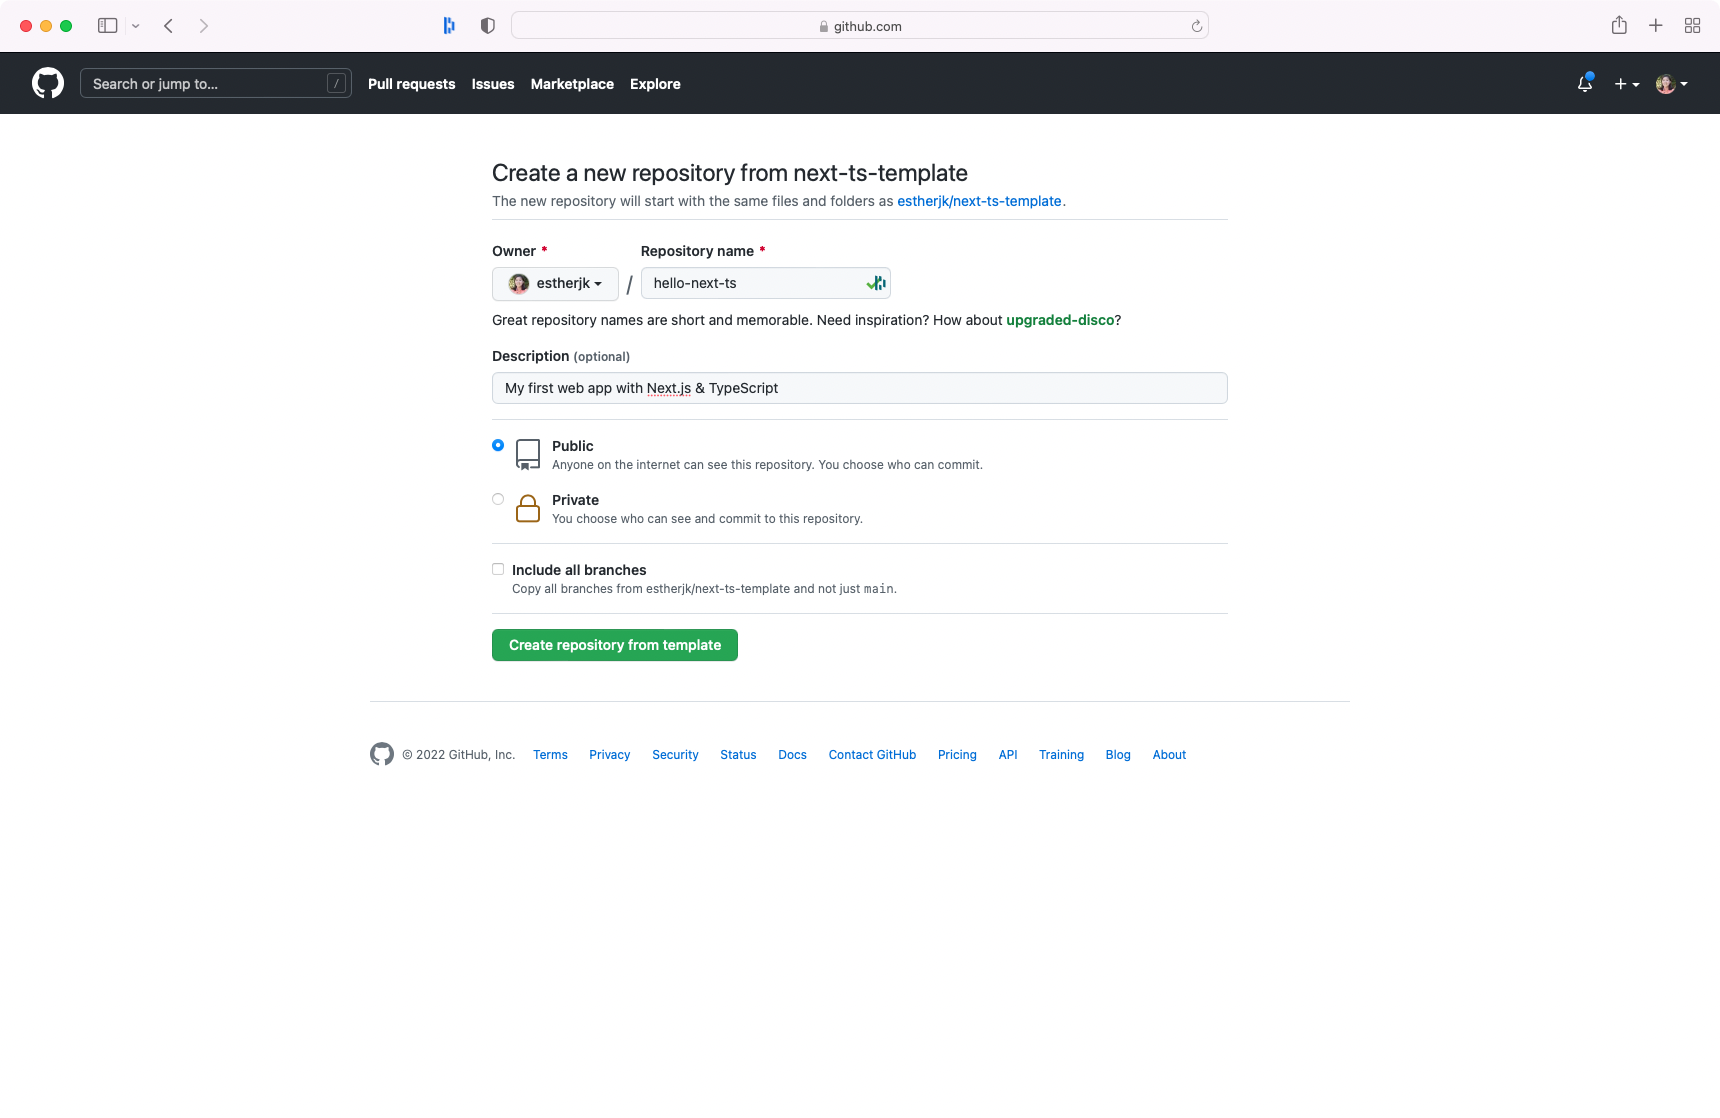 github.com
Search or jump to... /
Pull requests Issues Marketplace Explore
Create a new repository from next-ts-template
The new repository will start with the same files and folders as estherjk/next-ts-template.
Owner * Repository name *
estherjk / hello-next-ts
Great repository names are short and memorable. Need inspiration? How about upgraded-disco?
Description (optional)
My first web app with Next.js & TypeScript
Public
Anyone on the internet can see this repository. You choose who can commit.
Private
You choose who can see and commit to this repository.
Include all branches
Copy all branches from estherjk/next-ts-template and not just main.
Create repository from template
© 2022 GitHub, Inc. Terms Privacy Security Status Docs Contact GitHub Pricing API Training Blog About